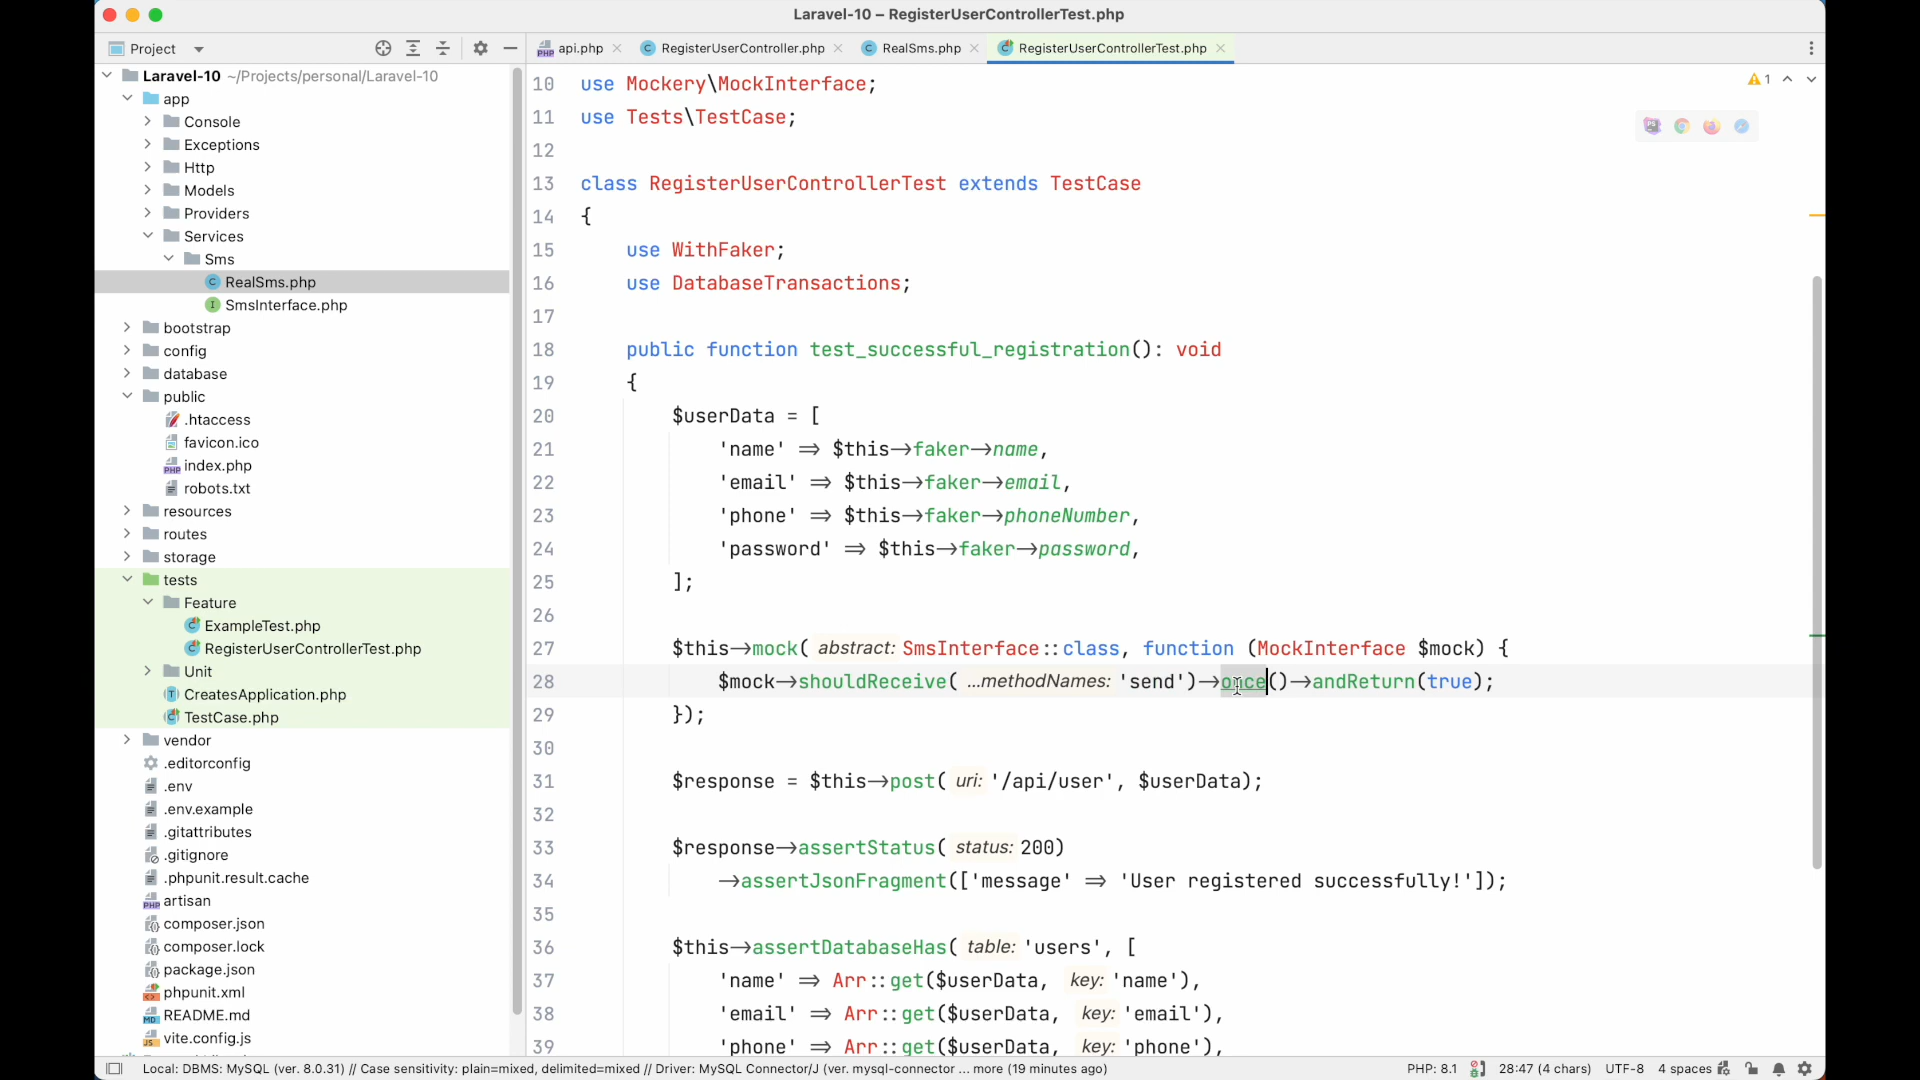 Laravel-10 – RegisterUserControllerTest.php
Project
api.php
RegisterUserController.php
RealSms.php
RegisterUserControllerTest.php
Laravel-10 ~/Projects/personal/Laravel-10
app
Console
Exceptions
Http
Models
Providers
Services
Sms
RealSms.php
SmsInterface.php
bootstrap
config
database
public
.htaccess
favicon.ico
index.php
robots.txt
resources
routes
storage
tests
Feature
ExampleTest.php
RegisterUserControllerTest.php
Unit
CreatesApplication.php
TestCase.php
vendor
.editorconfig
.env
.env.example
.gitattributes
.gitignore
.phpunit.result.cache
artisan
composer.json
composer.lock
package.json
phpunit.xml
README.md
vite.config.js
1
10 use Mockery\MockInterface;
11 use Tests\TestCase;
12
13 class RegisterUserControllerTest extends TestCase
14 {
15 use WithFaker;
16 use DatabaseTransactions;
17
18 public function test_successful_registration(): void
19 {
20 $userData = [
21 'name' => $this->faker->name,
22 'email' => $this->faker->email,
23 'phone' => $this->faker->phoneNumber,
24 'password' => $this->faker->password,
25 ];
26
27 $this->mock( abstract: SmsInterface::class, function (MockInterface $mock) {
28 $mock->shouldReceive( ...methodNames: 'send')->once()->andReturn(true);
29 });
30
31 $response = $this->post( uri: '/api/user', $userData);
32
33 $response->assertStatus( status: 200)
34 ->assertJsonFragment(['message' => 'User registered successfully!']);
35
36 $this->assertDatabaseHas( table: 'users', [
37 'name' => Arr::get($userData, key: 'name'),
38 'email' => Arr::get($userData, key: 'email'),
39 'phone' => Arr::get($userData, key: 'phone'),
Local: DBMS: MySQL (ver. 8.0.31) // Case sensitivity: plain=mixed, delimited=mixed // Driver: MySQL Connector/J (ver. mysql-connector ... more (19 minutes ago)
PHP: 8.1 28:47 (4 chars) UTF-8 4 spaces